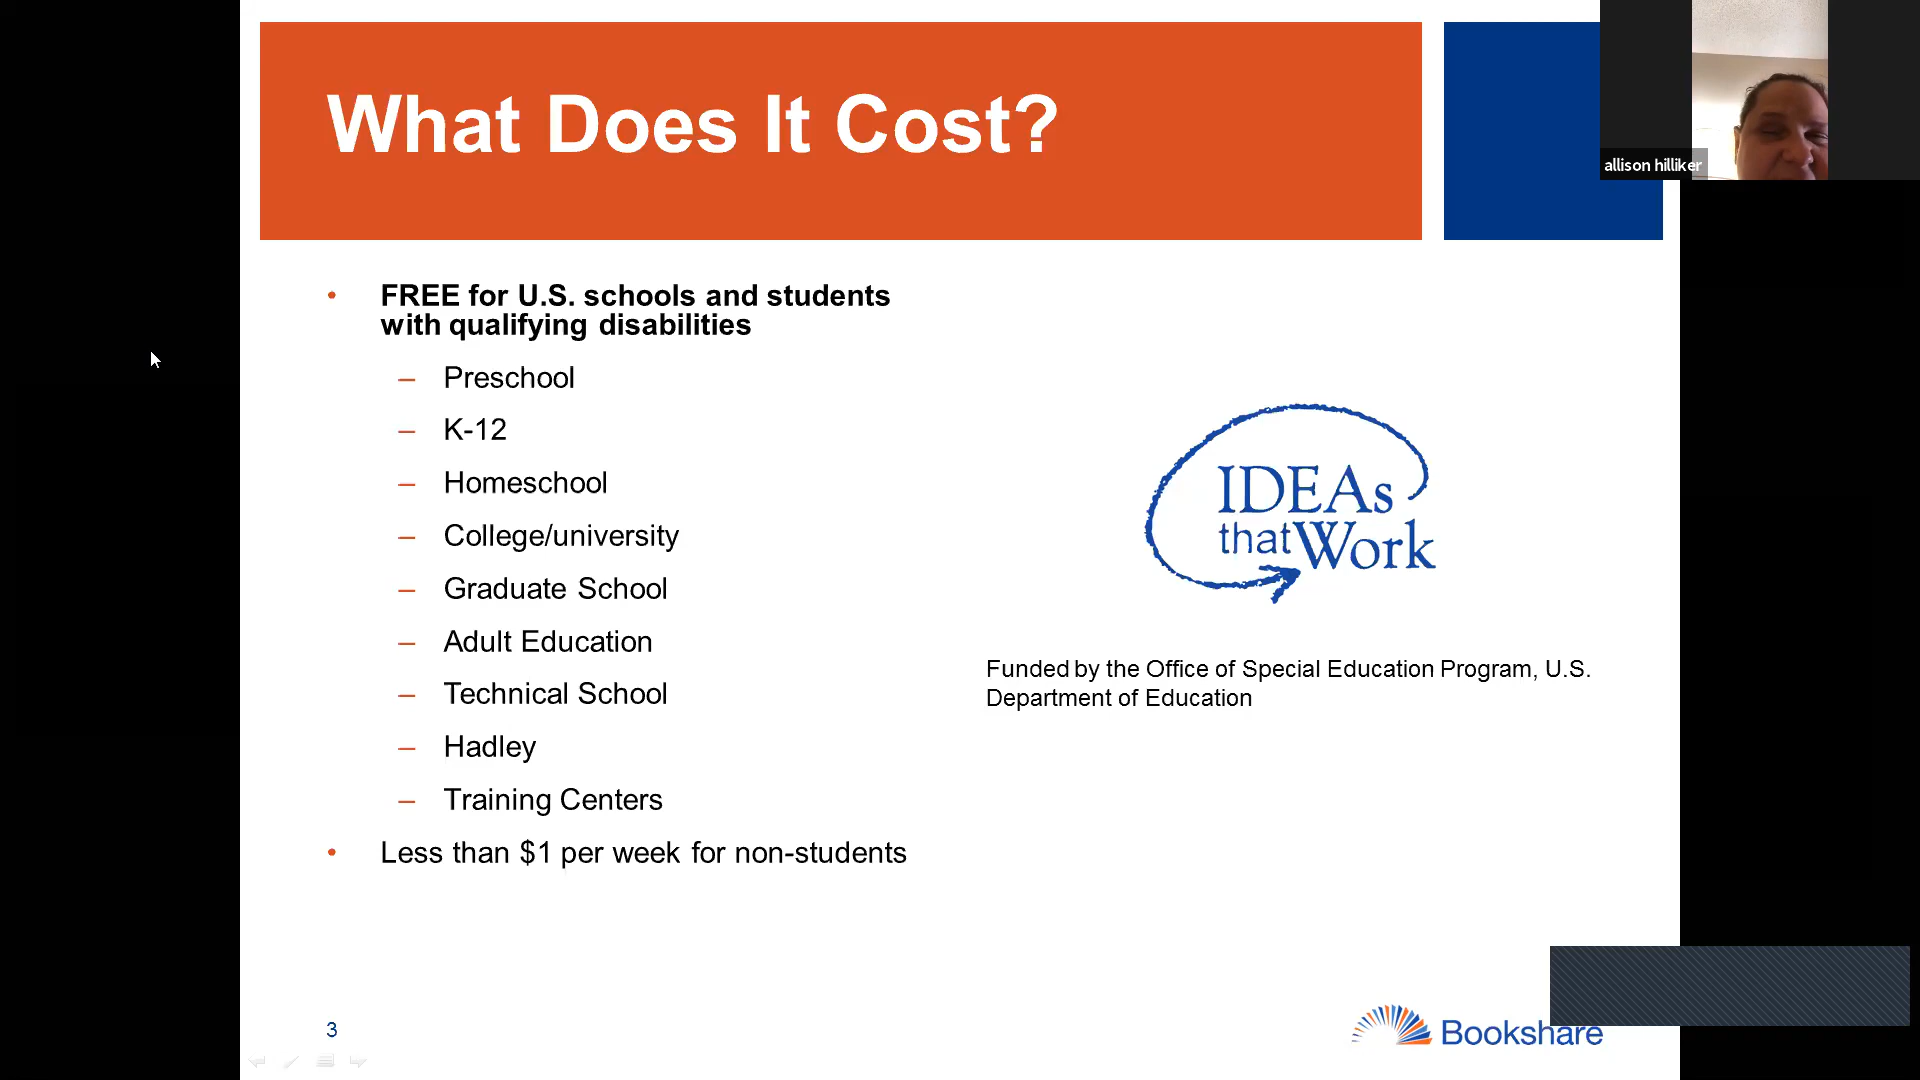 What Does It Cost?
allison hilliker
• FREE for U.S. schools and students
with qualifying disabilities
– Preschool
– K-12
– Homeschool
– College/university
– Graduate School
– Adult Education
– Technical School
– Hadley
– Training Centers
• Less than $1 per week for non-students
IDEAs
that Work
Funded by the Office of Special Education Program, U.S.
Department of Education
3
Bookshare